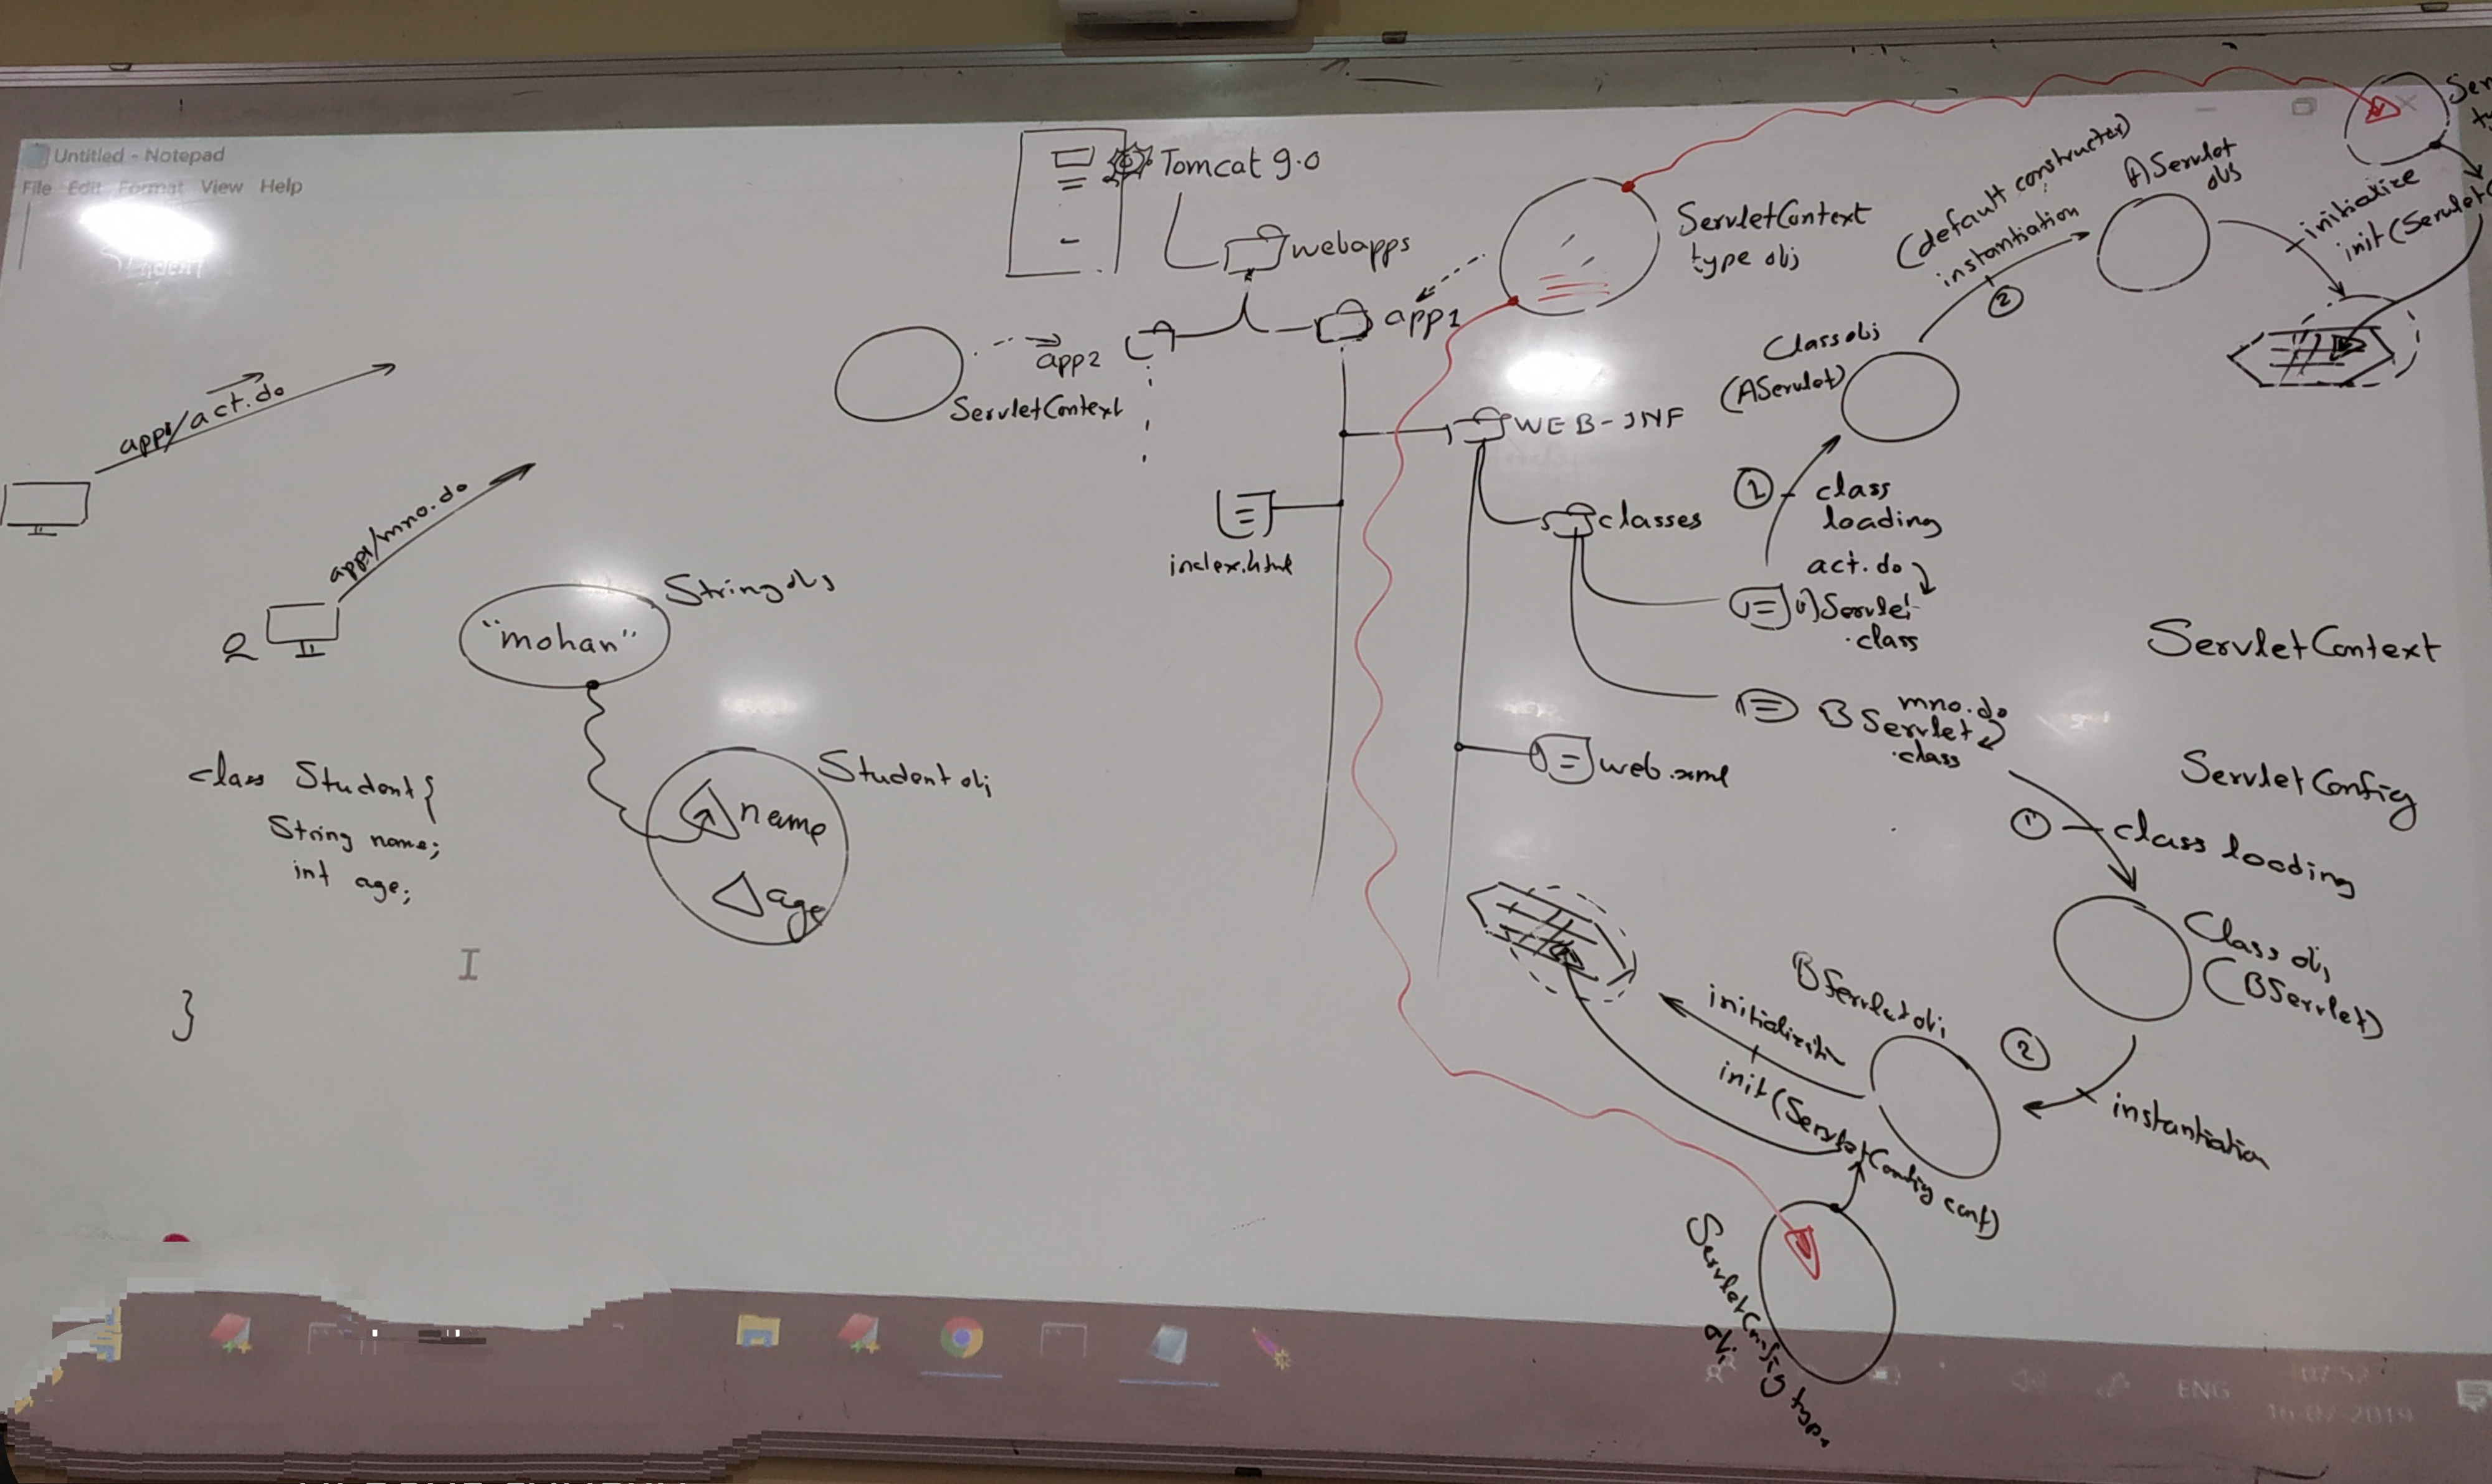 Untitled - Notepad
File Edit Format View Help
Tomcat 9.0
webapps
app1
app2
ServletContext
ServletContext
type obj
WEB-INF
index.html
classes
act.do
Servlet
.class
mno.do
BServlet
.class
web.xml
1
class
loading
Class obj
(AServlet)
2
(default constructor)
instantiation
AServlet
obj
initialize
init(Servlet
Ser
app1/act.do
app1/mno.do
"mohan"
String obj
Student obj
name
age
class Student{
String name;
int age;
}
ServletContext
ServletConfig
1
class loading
Class obj
(BServlet)
2
instantiation
BServlet obj
init(ServletConfig conf)
ServletConfig type
obj
ENG
07:52
16-07-2019